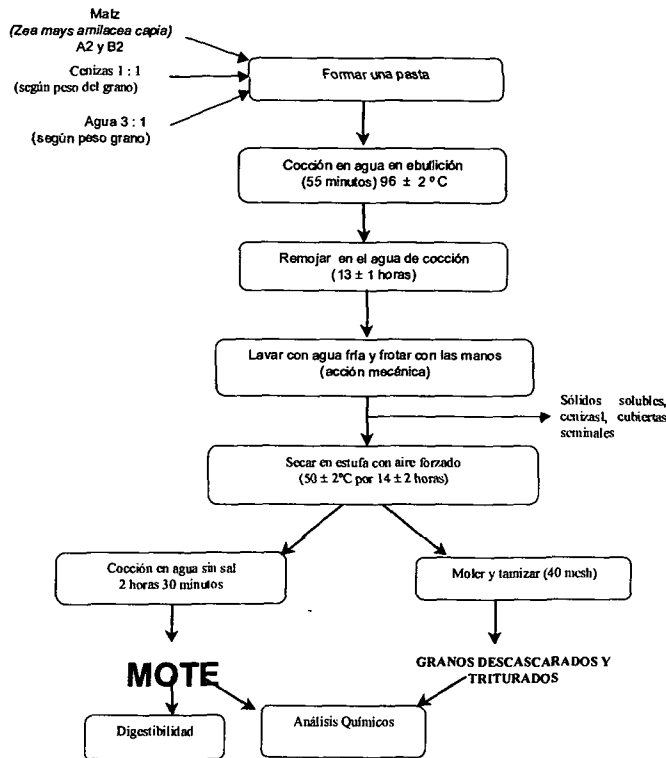 Maíz
(Zea mays amilacea capia)
A2 y B2
Cenizas 1 : 1
(según peso del grano)
Agua 3 : 1
(según peso grano)
Formar una pasta
Cocción en agua en ebullición
(55 minutos) 96 ± 2 º C
Remojar en el agua de cocción
(13 ± 1 horas)
Lavar con agua fría y frotar con las manos
(acción mecánica)
Sólidos solubles,
cenizasl, cubiertas
seminales
Secar en estufa con aire forzado
(50 ± 2ºC por 14 ± 2 horas)
Cocción en agua sin sal
2 horas 30 minutos
Moler y tamizar (40 mesh)
MOTE
GRANOS DESCASCARADOS Y
TRITURADOS
Digestibilidad
Análisis Químicos